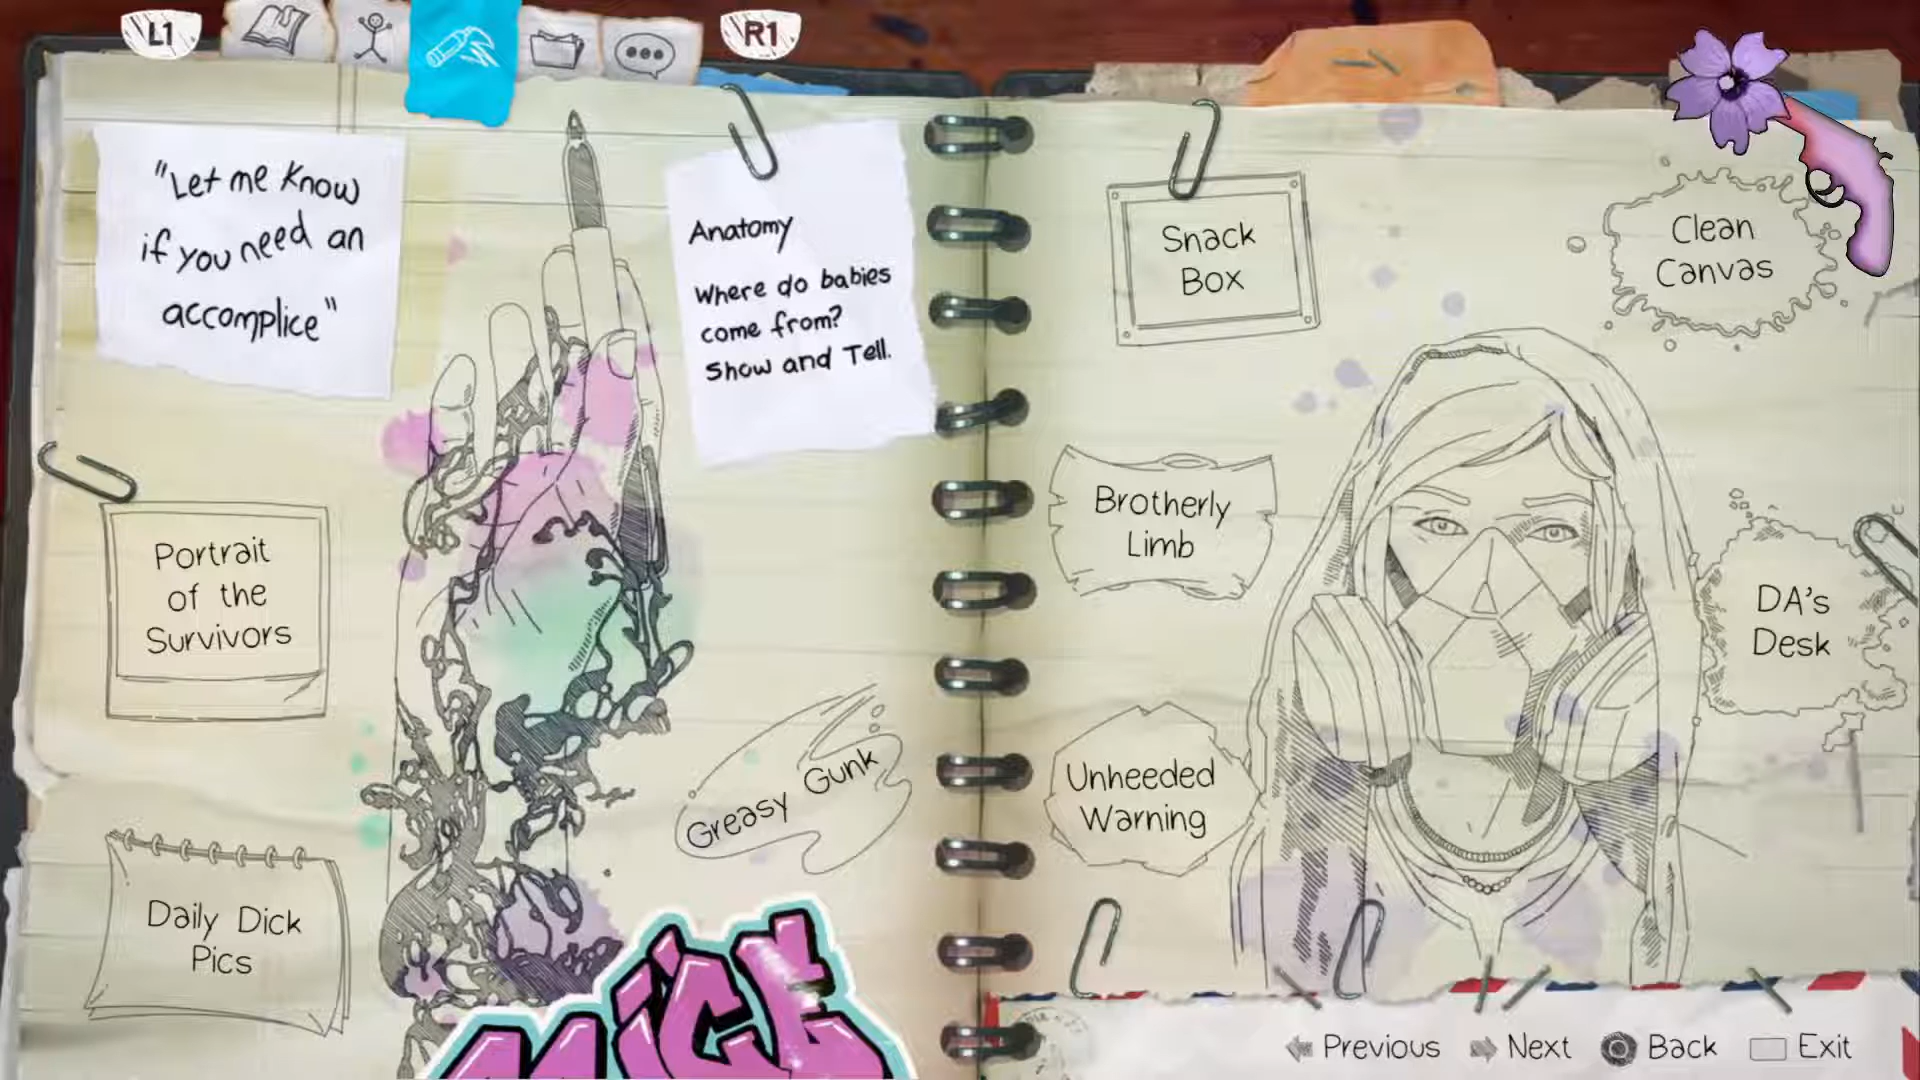 L1
R1
"Let me know
if you need an
accomplice"
Anatomy
Where do babies
come from?
Show and Tell.
Portrait
of the
Survivors
Greasy Gunk
Daily Dick
Pics
Snack
Box
Clean
Canvas
Brotherly
Limb
DA's
Desk
Unheeded
Warning
Previous
Next
Back
Exit